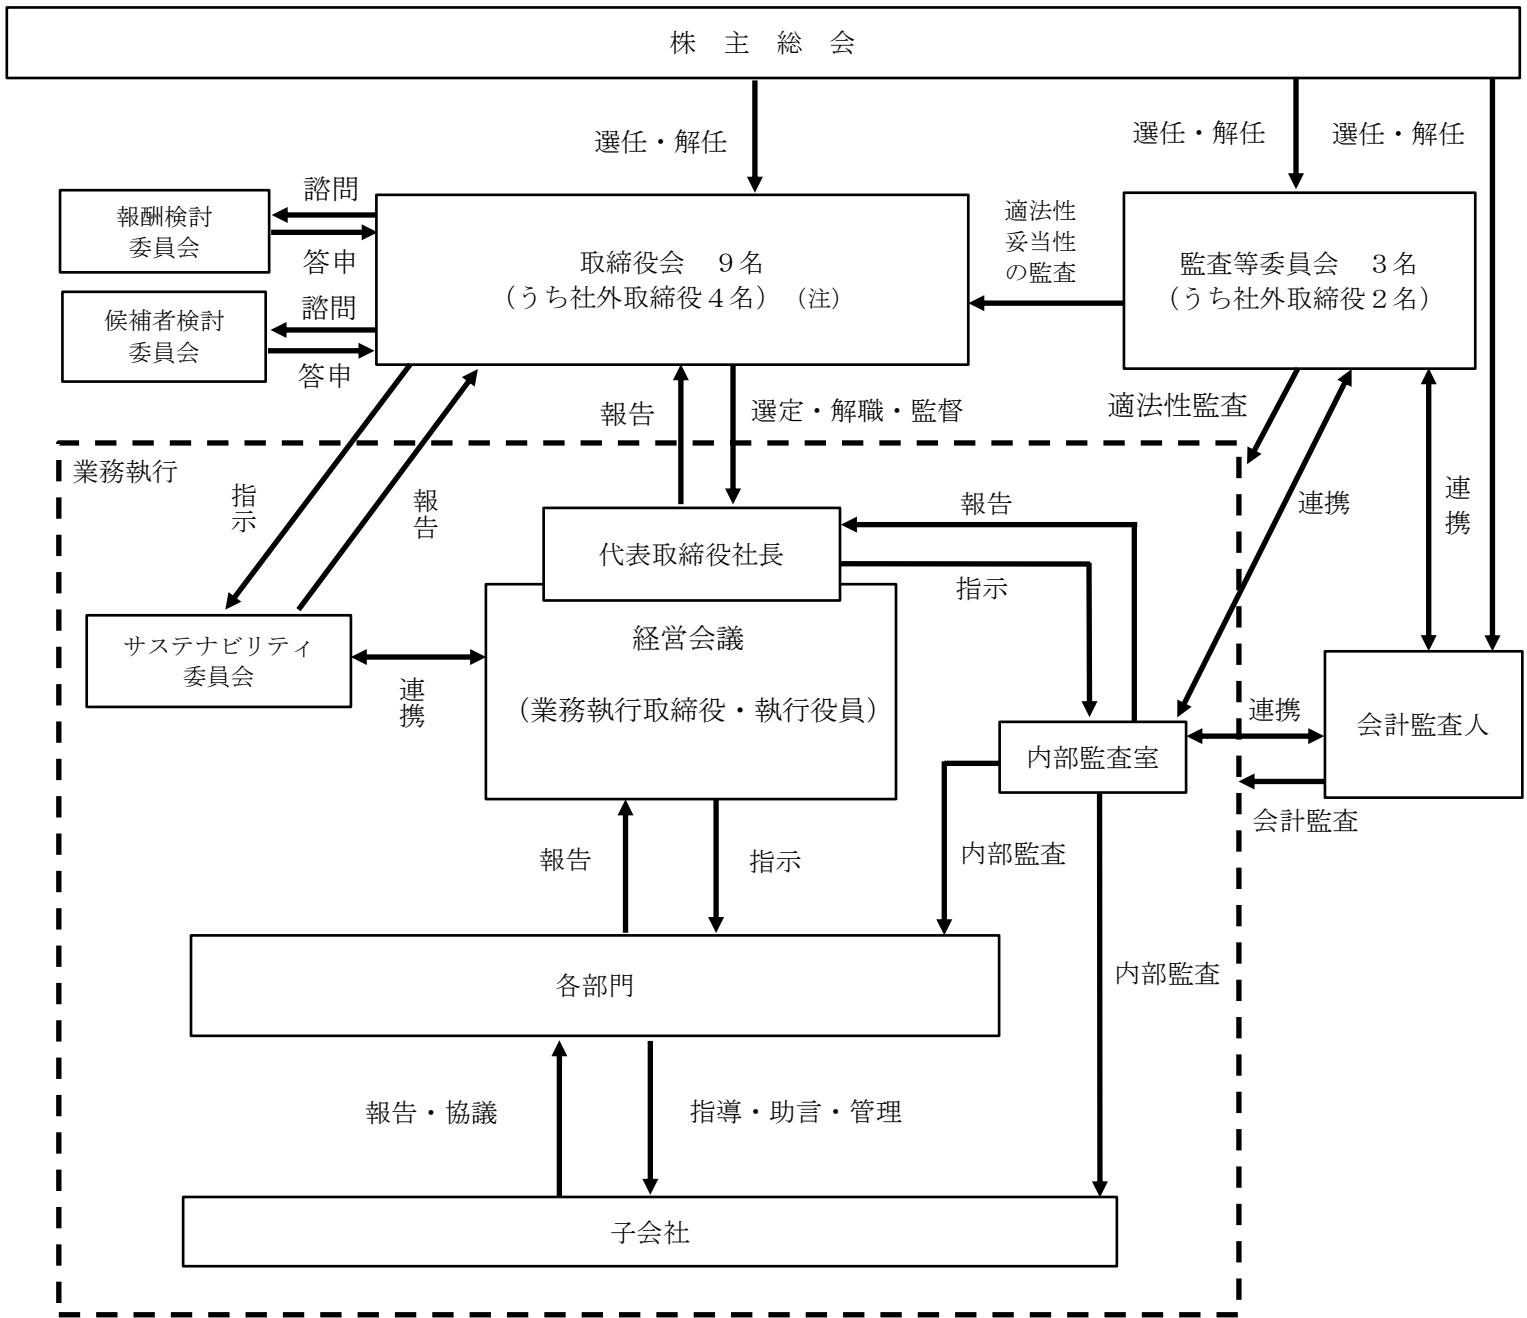 株 主 総 会
選任・解任
選任・解任
選任・解任
報酬検討
委員会
諮問
答申
候補者検討
委員会
諮問
答申
取締役会 ９名
（うち社外取締役４名）（注）
適法性
妥当性
の監査
監査等委員会 ３名
（うち社外取締役２名）
報告
選定・解職・監督
適法性監査
業務執行
指示
報告
連携
連携
代表取締役社長
報告
指示
サステナビリティ
委員会
連携
経営会議
（業務執行取締役・執行役員）
内部監査室
連携
会計監査人
会計監査
報告
指示
内部監査
各部門
内部監査
報告・協議
指導・助言・管理
子会社